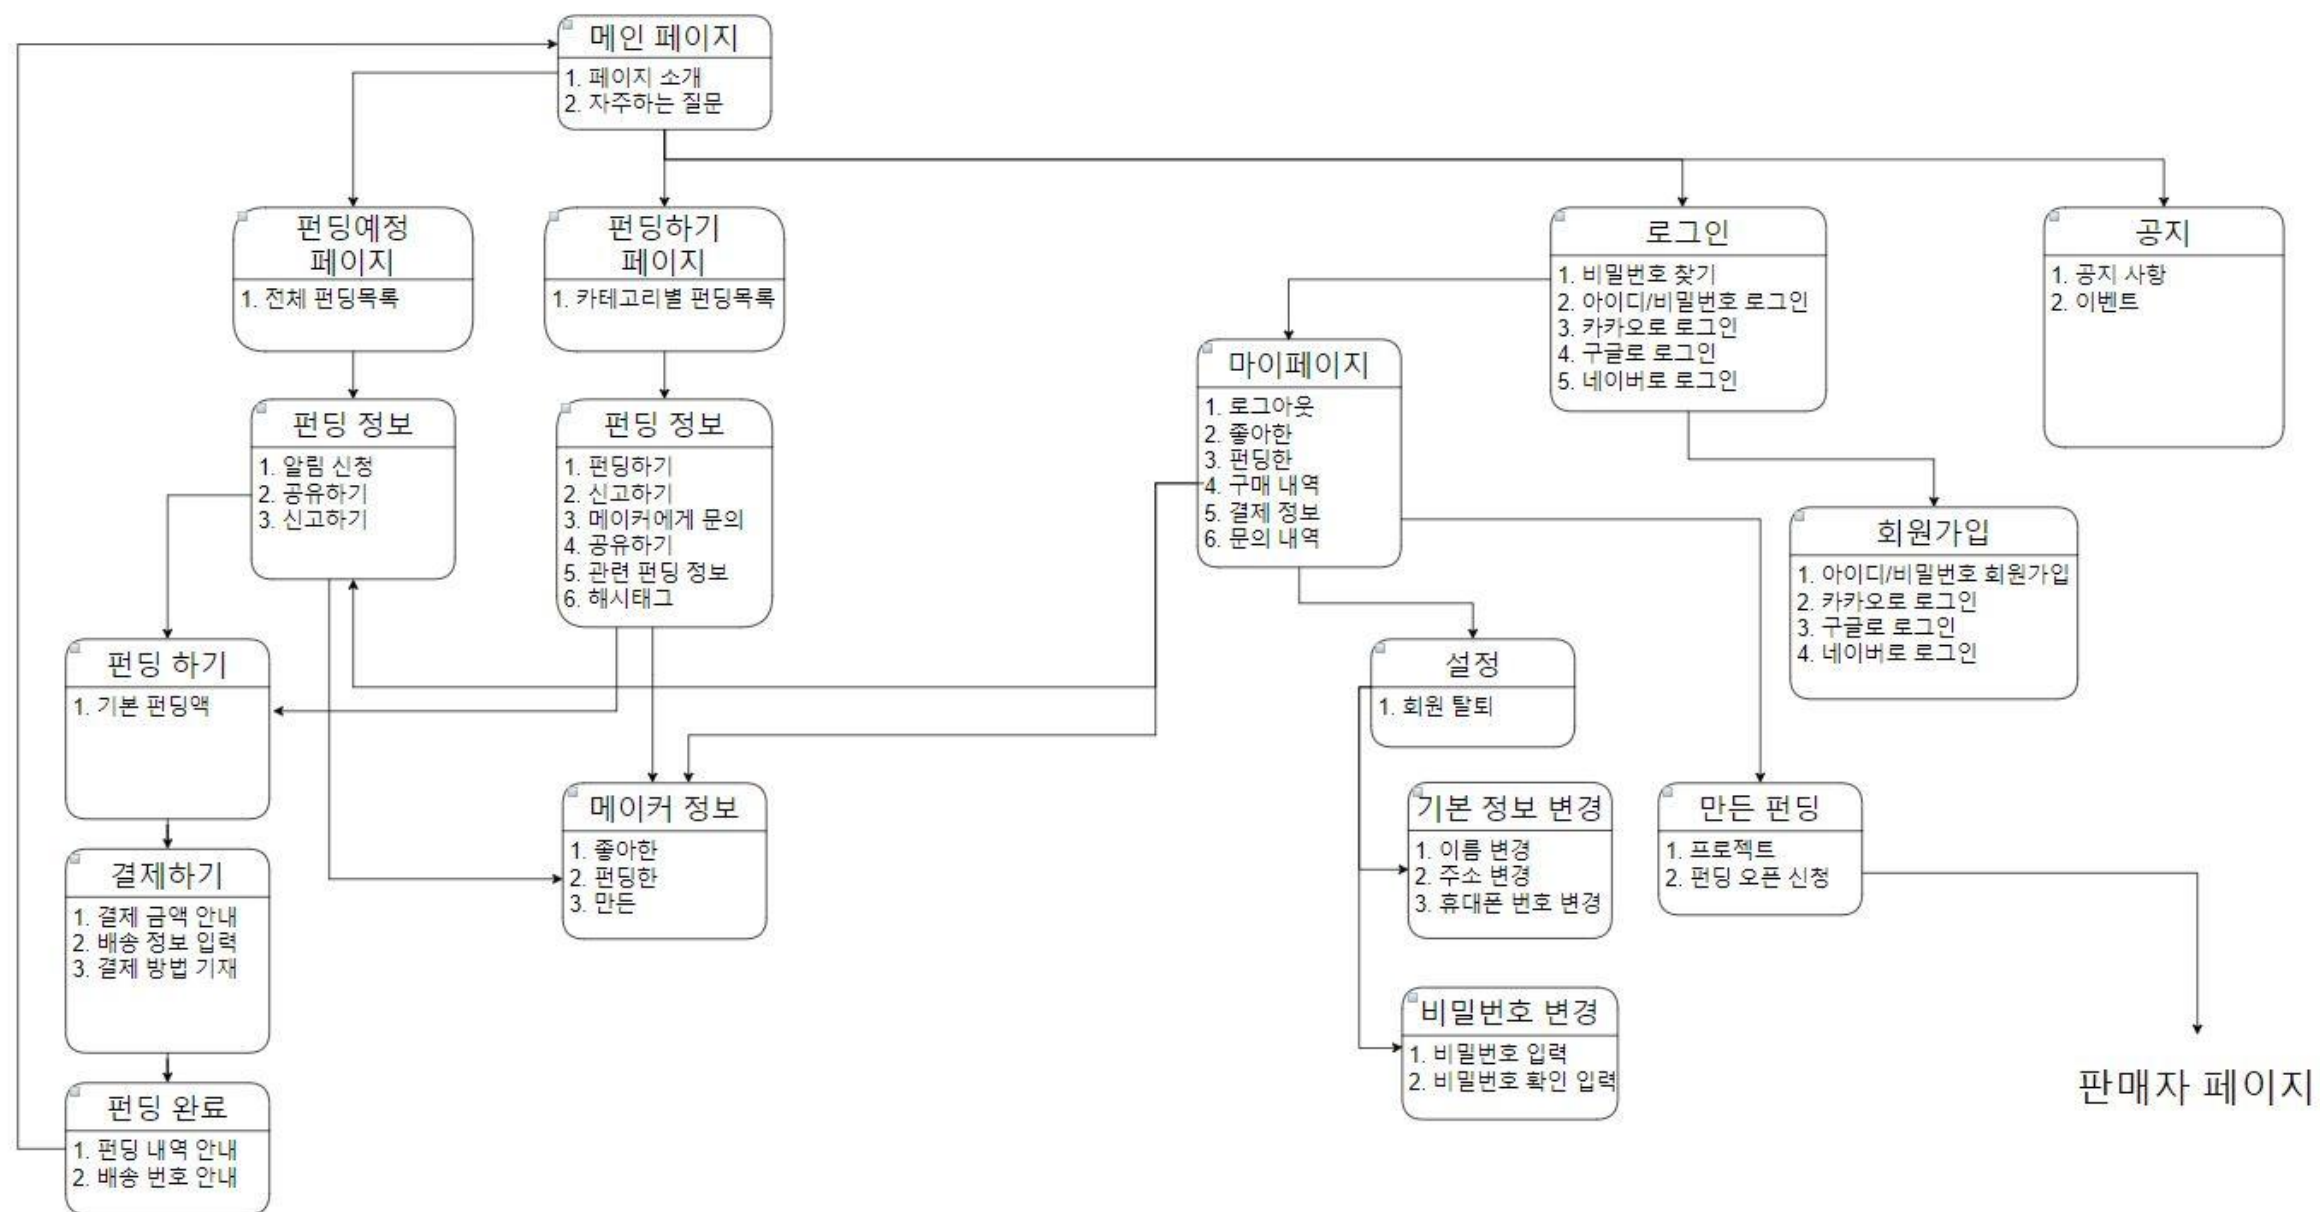 메인 페이지
1. 페이지 소개
2. 자주하는 질문
펀딩예정
페이지
1. 전체 펀딩목록
펀딩하기
페이지
1. 카테고리별 펀딩목록
로그인
1. 비밀번호 찾기
2. 아이디/비밀번호 로그인
3. 카카오로 로그인
4. 구글로 로그인
5. 네이버로 로그인
공지
1. 공지 사항
2. 이벤트
마이페이지
1. 로그아웃
2. 좋아한
3. 펀딩한
4. 구매 내역
5. 결제 정보
6. 문의 내역
펀딩 정보
1. 알림 신청
2. 공유하기
3. 신고하기
펀딩 정보
1. 펀딩하기
2. 신고하기
3. 메이커에게 문의
4. 공유하기
5. 관련 펀딩 정보
6. 해시태그
회원가입
1. 아이디/비밀번호 회원가입
2. 카카오로 로그인
3. 구글로 로그인
4. 네이버로 로그인
펀딩 하기
1. 기본 펀딩액
설정
1. 회원 탈퇴
메이커 정보
1. 좋아한
2. 펀딩한
3. 만든
기본 정보 변경
1. 이름 변경
2. 주소 변경
3. 휴대폰 번호 변경
만든 펀딩
1. 프로젝트
2. 펀딩 오픈 신청
결제하기
1. 결제 금액 안내
2. 배송 정보 입력
3. 결제 방법 기재
비밀번호 변경
1. 비밀번호 입력
2. 비밀번호 확인 입력
판매자 페이지
펀딩 완료
1. 펀딩 내역 안내
2. 배송 번호 안내